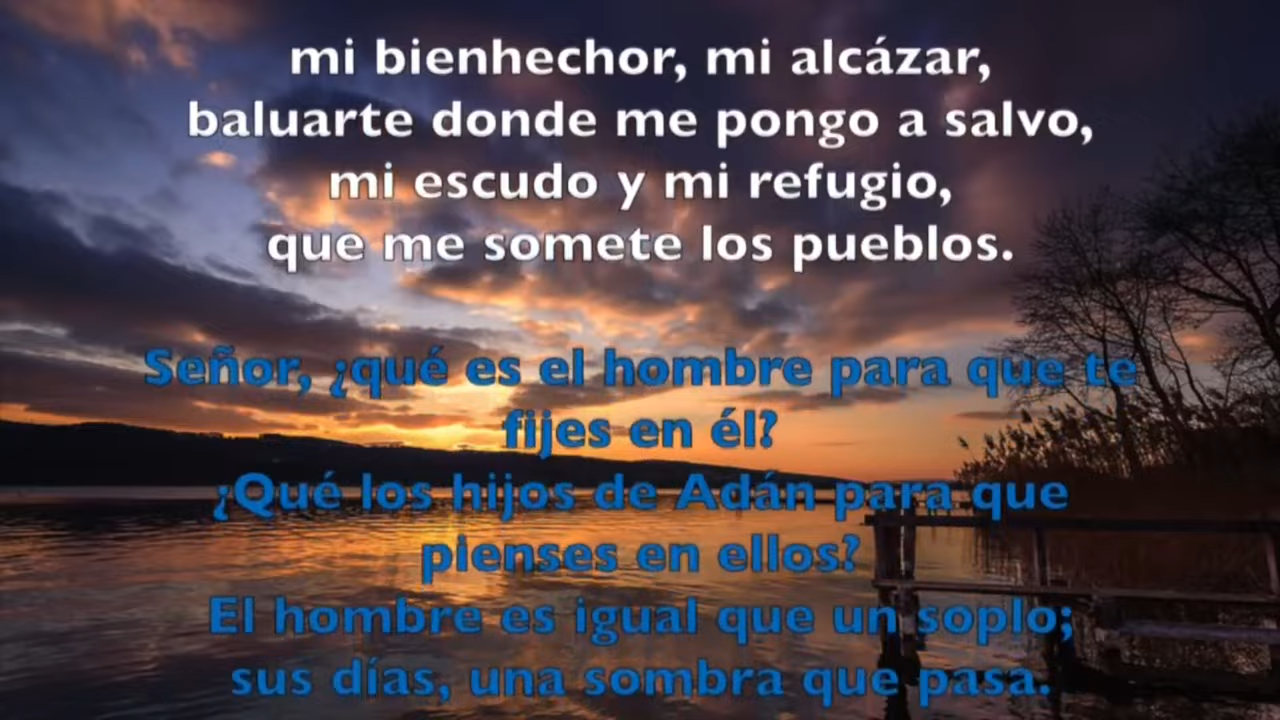 mi bienhechor, mi alcázar,
baluarte donde me pongo a salvo,
mi escudo y mi refugio,
que me somete los pueblos.
Señor, ¿qué es el hombre para que te
fijes en él?
¿Qué los hijos de Adán para que
pienses en ellos?
El hombre es igual que un soplo;
sus días, una sombra que pasa.